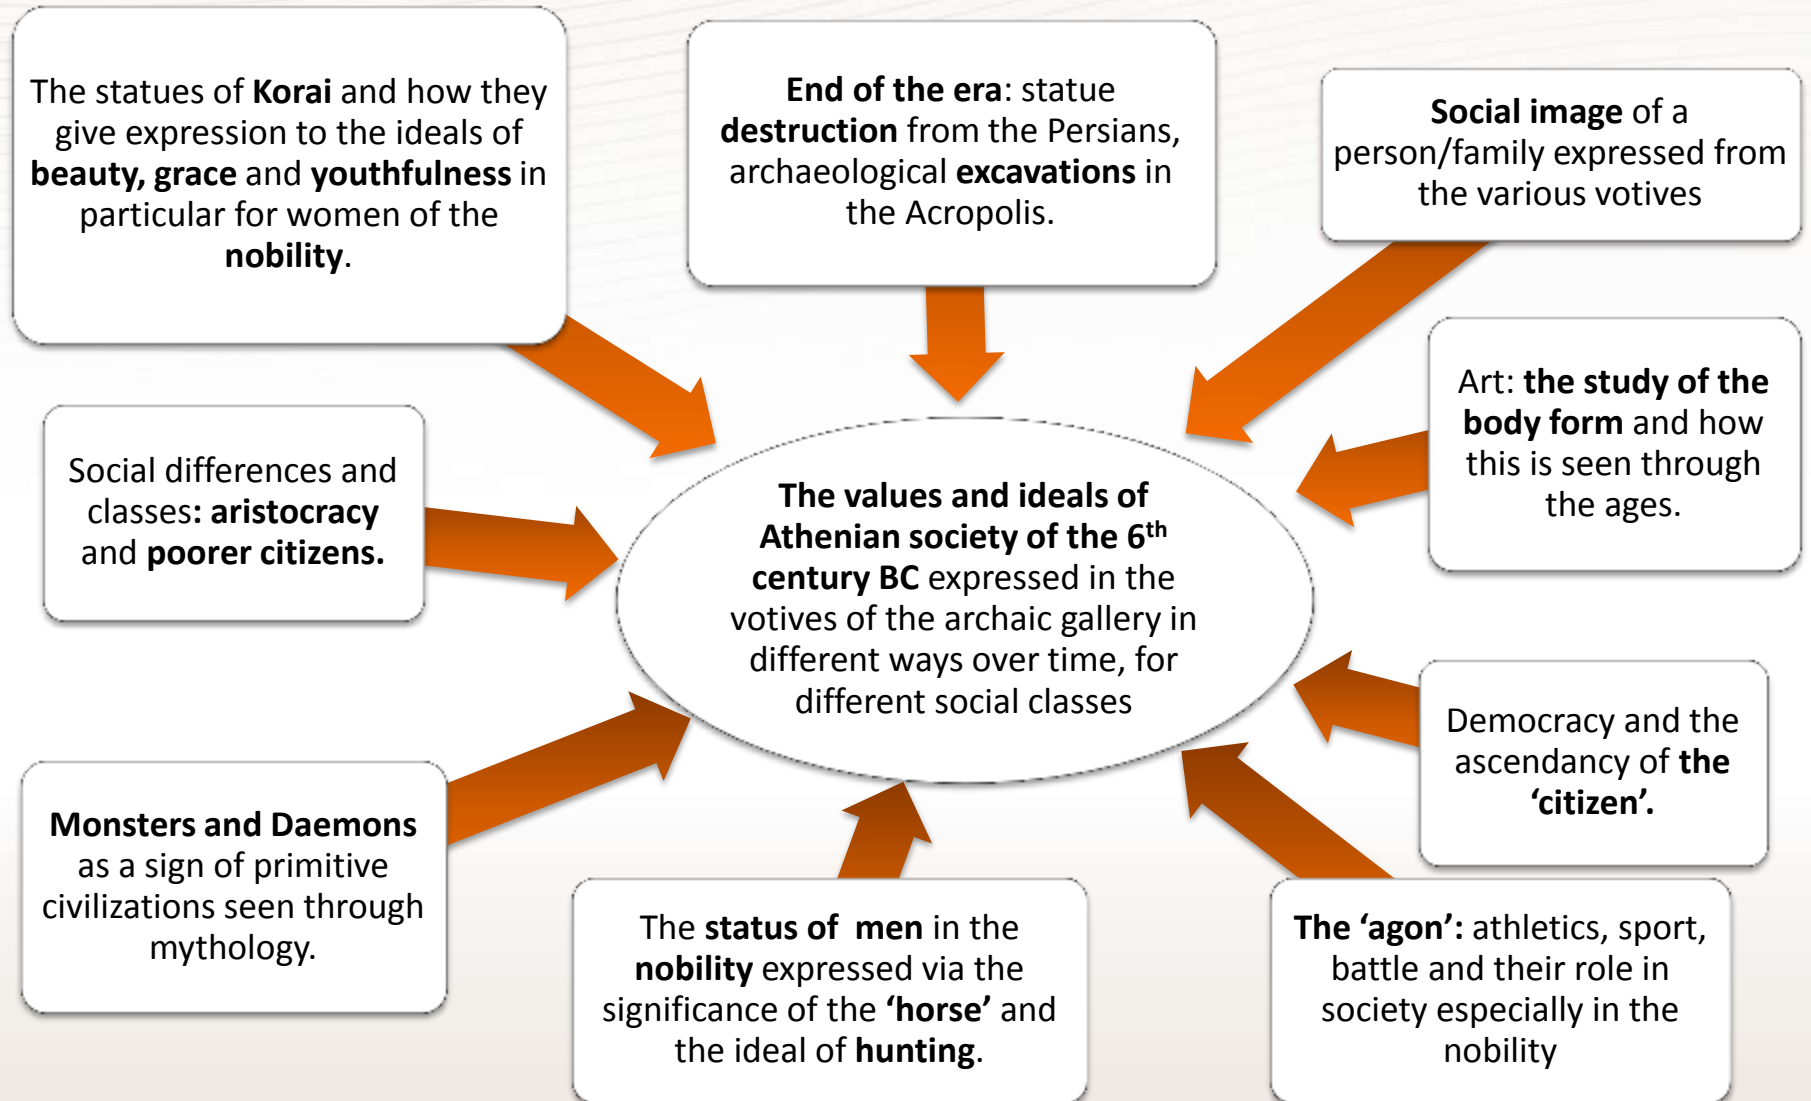 The statues of Korai and how they
give expression to the ideals of
beauty, grace and youthfulness in
particular for women of the
nobility.
End of the era: statue
destruction from the Persians,
archaeological excavations in
the Acropolis.
Social image of a
person/family expressed from
the various votives
Art: the study of the
body form and how
this is seen through
the ages.
Social differences and
classes: aristocracy
and poorer citizens.
The values and ideals of
Athenian society of the 6th
century BC expressed in the
votives of the archaic gallery in
different ways over time, for
different social classes
Democracy and the
ascendancy of the
‘citizen’.
Monsters and Daemons
as a sign of primitive
civilizations seen through
mythology.
The status of men in the
nobility expressed via the
significance of the ‘horse’ and
the ideal of hunting.
The ‘agon’: athletics, sport,
battle and their role in
society especially in the
nobility